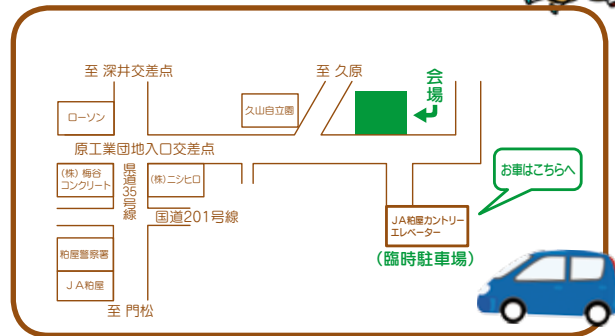 至 深井交差点
至 久原
会場
ローソン
久山自立園
原工業団地入口交差点
お車はこちらへ
(株)梅谷
コンクリート
県道35号線
(株)ニシヒロ
国道201号線
JA粕屋カントリー
エレベーター
(臨時駐車場)
粕屋警察署
JA粕屋
至 門松